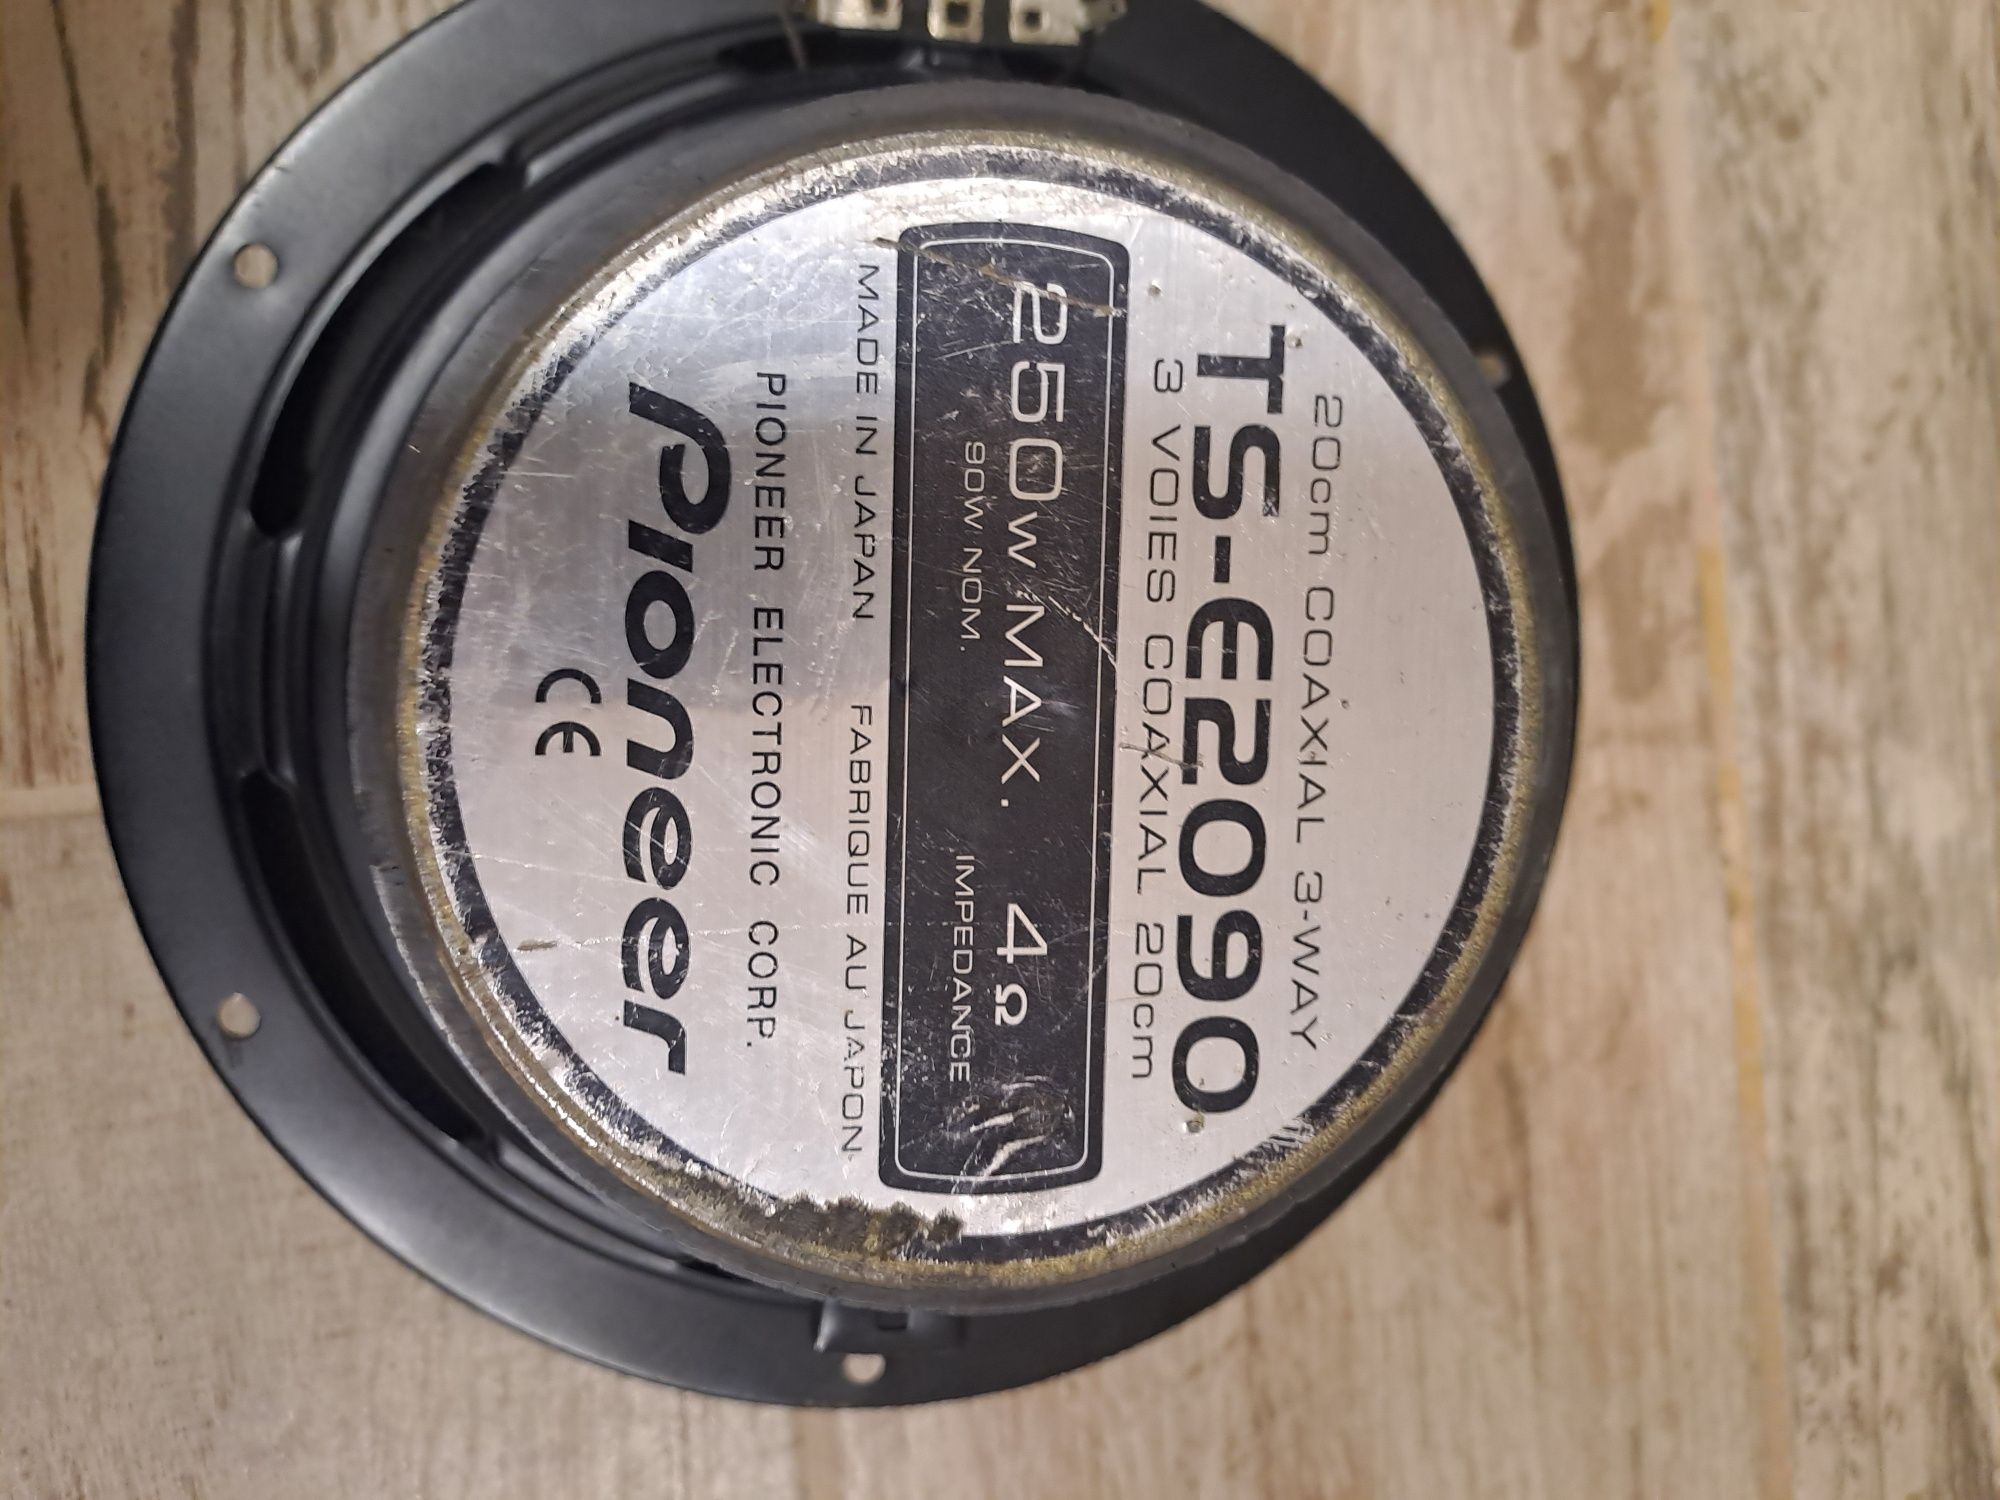 20cm COAXIAL 3-WAY
TS-E2090
3 VOIES COAXIAL 20cm
250W MAX. 4Ω
90W NOM. IMPEDANCE
MADE IN JAPAN FABRIQUE AU JAPON
PIONEER ELECTRONIC CORP.
Pioneer
CE